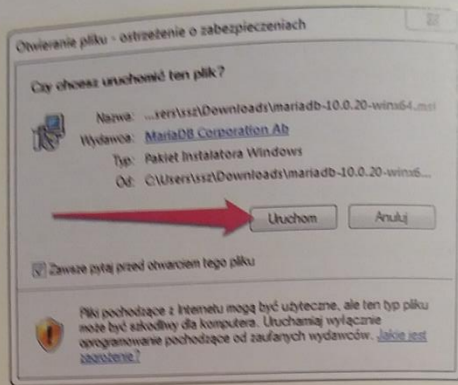 Otwieranie pliku - ostrzeżenie o zabezpieczeniach
Czy chcesz uruchomić ten plik?
Nazwa: ...sers\ssz\Downloads\mariadb-10.0.20-winx64.msi
Wydawca: MariaDB Corporation Ab
Typ: Pakiet Instalatora Windows
Od: C:\Users\ssz\Downloads\mariadb-10.0.20-winx6...
Uruchom Anuluj
Zawsze pytaj przed otwarciem tego pliku
Pliki pochodzące z Internetu mogą być użyteczne, ale ten typ pliku
może być szkodliwy dla komputera. Uruchamiaj wyłącznie
oprogramowanie pochodzące od zaufanych wydawców. Jakie jest
zagrożenie?